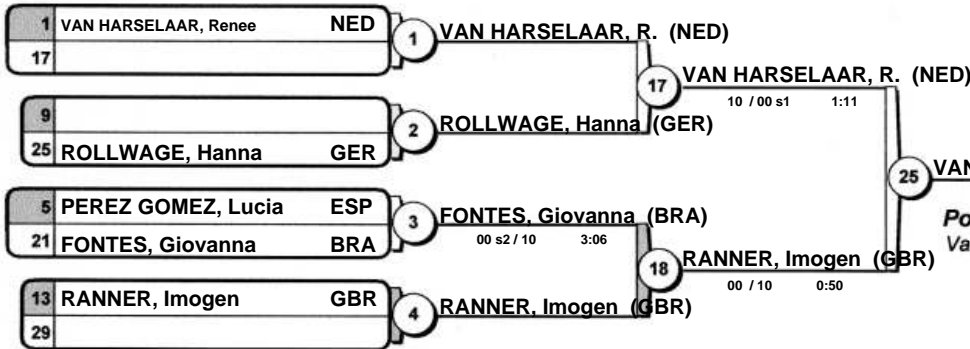 1 VAN HARSELAAR, Renee NED
17
1
VAN HARSELAAR, R. (NED)
9
25 ROLLWAGE, Hanna GER
2
ROLLWAGE, Hanna (GER)
17
VAN HARSELAAR, R. (NED)
10 / 00 s1 1:11
5 PEREZ GOMEZ, Lucia ESP
21 FONTES, Giovanna BRA
3
FONTES, Giovanna (BRA)
00 s2 / 10 3:06
13 RANNER, Imogen GBR
29
4
RANNER, Imogen (GBR)
18
RANNER, Imogen (GBR)
00 / 10 0:50
25
VAN
Po
Va